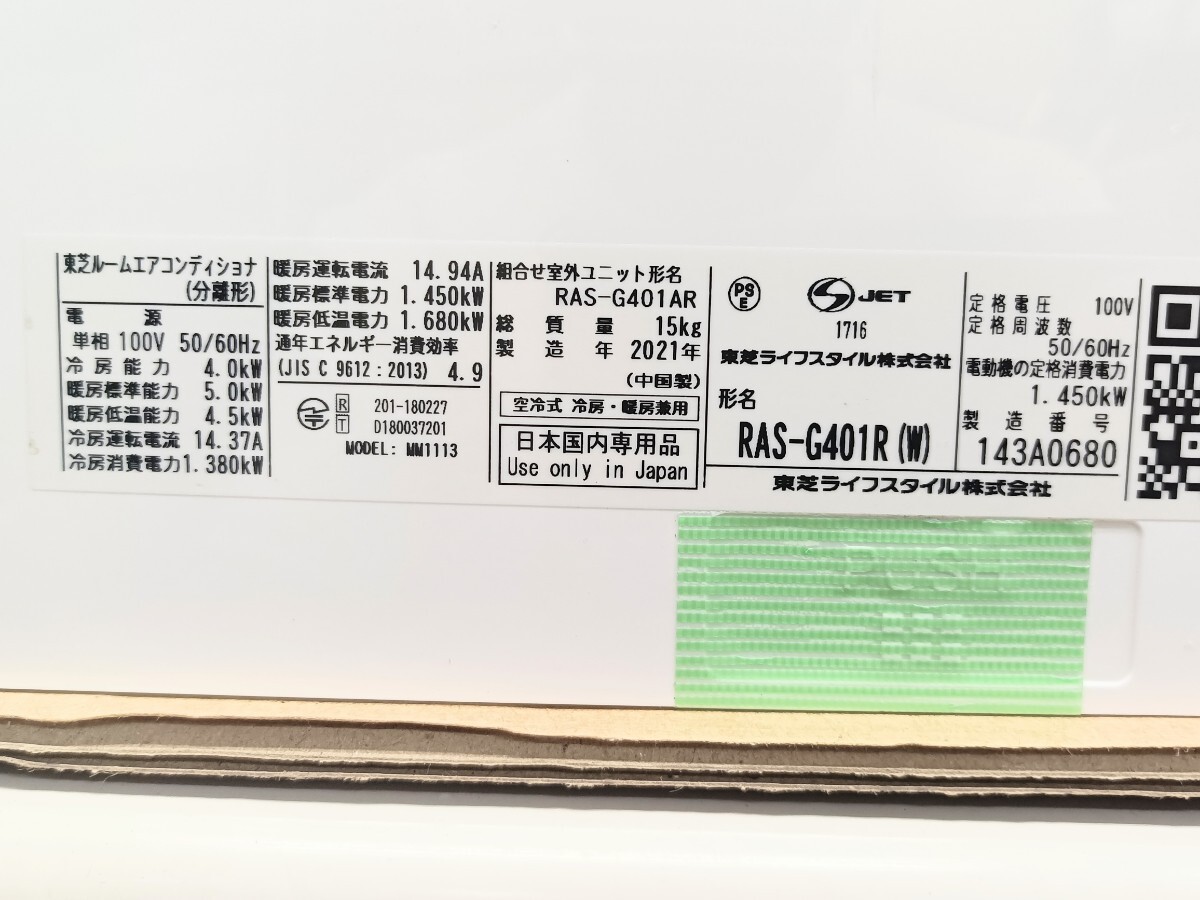 東芝ルームエアコンディショナ
(分離形)
電 源
単相 100V 50/60Hz
冷房能力 4.0kW
暖房標準能力 5.0kW
暖房低温能力 4.5kW
冷房運転電流 14.37A
冷房消費電力 1.380kW
暖房運転電流 14.94A
暖房標準電力 1.450kW
暖房低温電力 1.680kW
通年エネルギー消費効率
(JIS C 9612：2013) 4.9
R 201-180227
T D180037201
MODEL: MM1113
組合せ室外ユニット形名
RAS-G401AR
総質量 15kg
製造年 2021年
(中国製)
空冷式 冷房・暖房兼用
日本国内専用品
Use only in Japan
PS
E
JET
1716
東芝ライフスタイル株式会社
形名
RAS-G401R(W)
定格電圧 100V
定格周波数
50/60Hz
電動機の定格消費電力
1.450kW
製造番号
143A0680
東芝ライフスタイル株式会社
PUSH